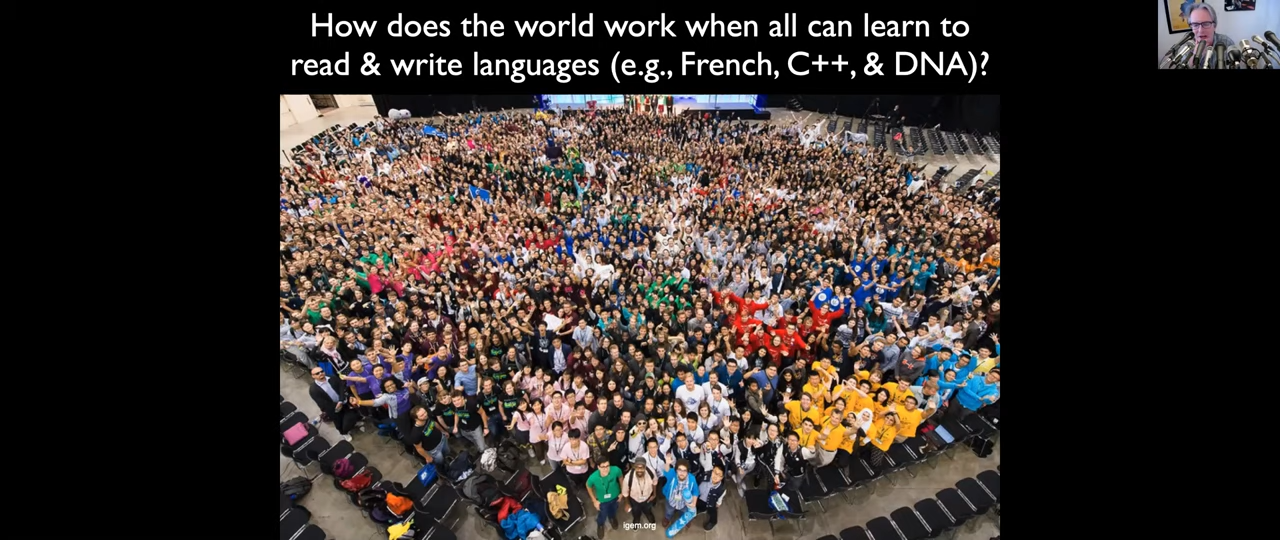 How does the world work when all can learn to
read & write languages (e.g., French, C++, & DNA)?
igem.org